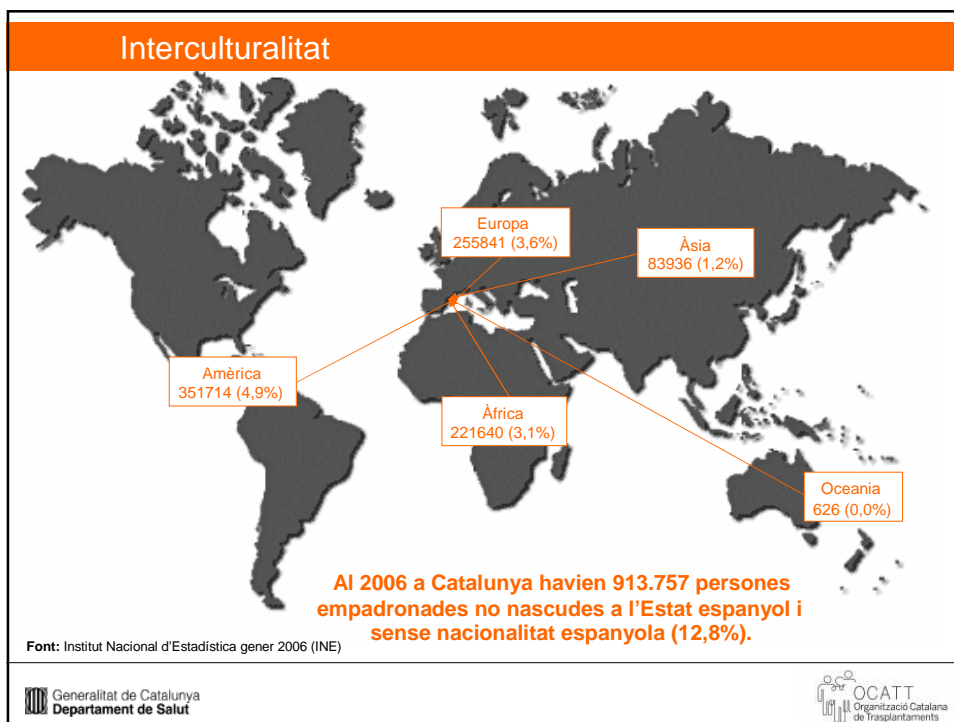 Interculturalitat
Europa
255841 (3,6%)
Àsia
83936 (1,2%)
Amèrica
351714 (4,9%)
Àfrica
221640 (3,1%)
Oceania
626 (0,0%)
Al 2006 a Catalunya havien 913.757 persones
empadronades no nascudes a l’Estat espanyol i
sense nacionalitat espanyola (12,8%).
Font: Institut Nacional d’Estadística gener 2006 (INE)
Generalitat de Catalunya
Departament de Salut
OCATT
Organització Catalana
de Trasplantaments